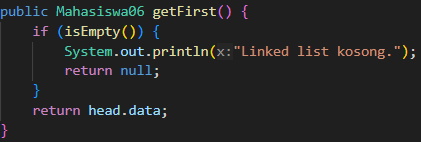 public Mahasiswa06 getFirst() {
    if (isEmpty()) {
        System.out.println(x:"Linked list kosong.");
        return null;
    }
    return head.data;
}